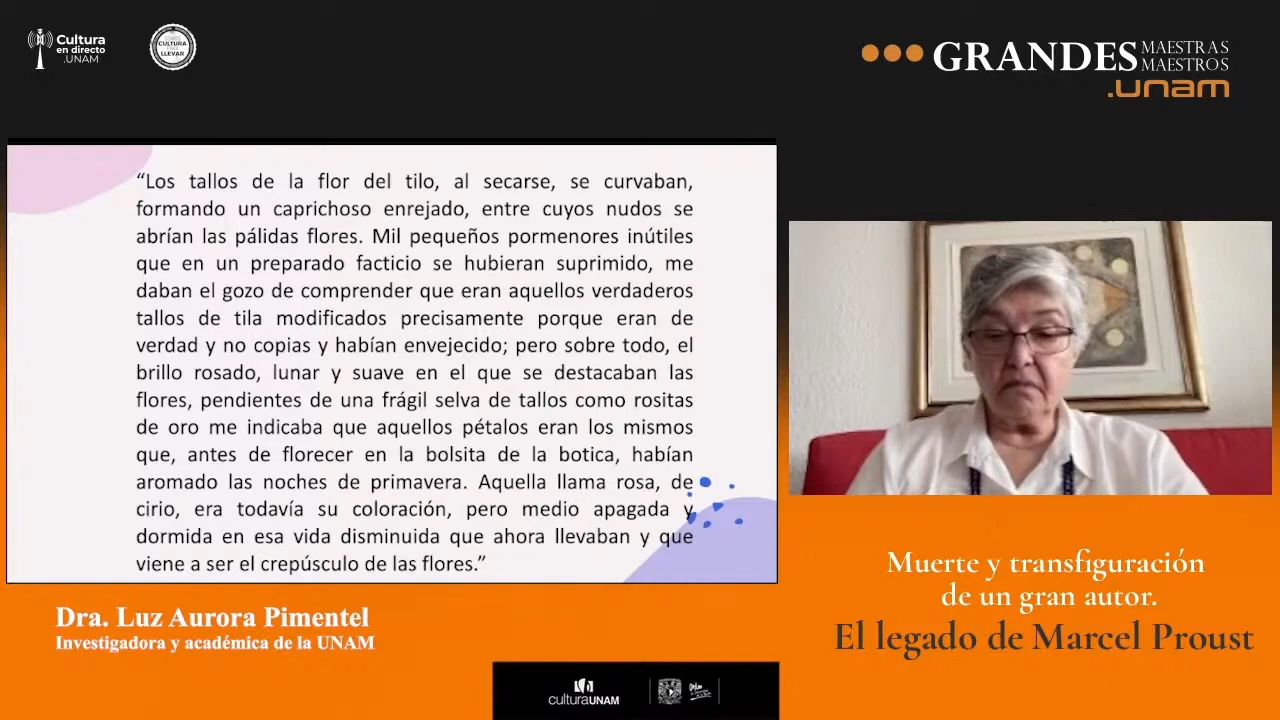 Cultura
en directo
.UNAM
CULTURA
LLEVAR
GRANDES MAESTRAS
MAESTROS
.unam
“Los tallos de la flor del tilo, al secarse, se curvaban,
formando un caprichoso enrejado, entre cuyos nudos se
abrían las pálidas flores. Mil pequeños pormenores inútiles
que en un preparado facticio se hubieran suprimido, me
daban el gozo de comprender que eran aquellos verdaderos
tallos de tila modificados precisamente porque eran de
verdad y no copias y habían envejecido; pero sobre todo, el
brillo rosado, lunar y suave en el que se destacaban las
flores, pendientes de una frágil selva de tallos como rositas
de oro me indicaba que aquellos pétalos eran los mismos
que, antes de florecer en la bolsita de la botica, habían
aromado las noches de primavera. Aquella llama rosa, de
cirio, era todavía su coloración, pero medio apagada y
dormida en esa vida disminuida que ahora llevaban y que
viene a ser el crepúsculo de las flores.”
Dra. Luz Aurora Pimentel
Investigadora y académica de la UNAM
Muerte y transfiguración
de un gran autor.
El legado de Marcel Proust
culturaUNAM